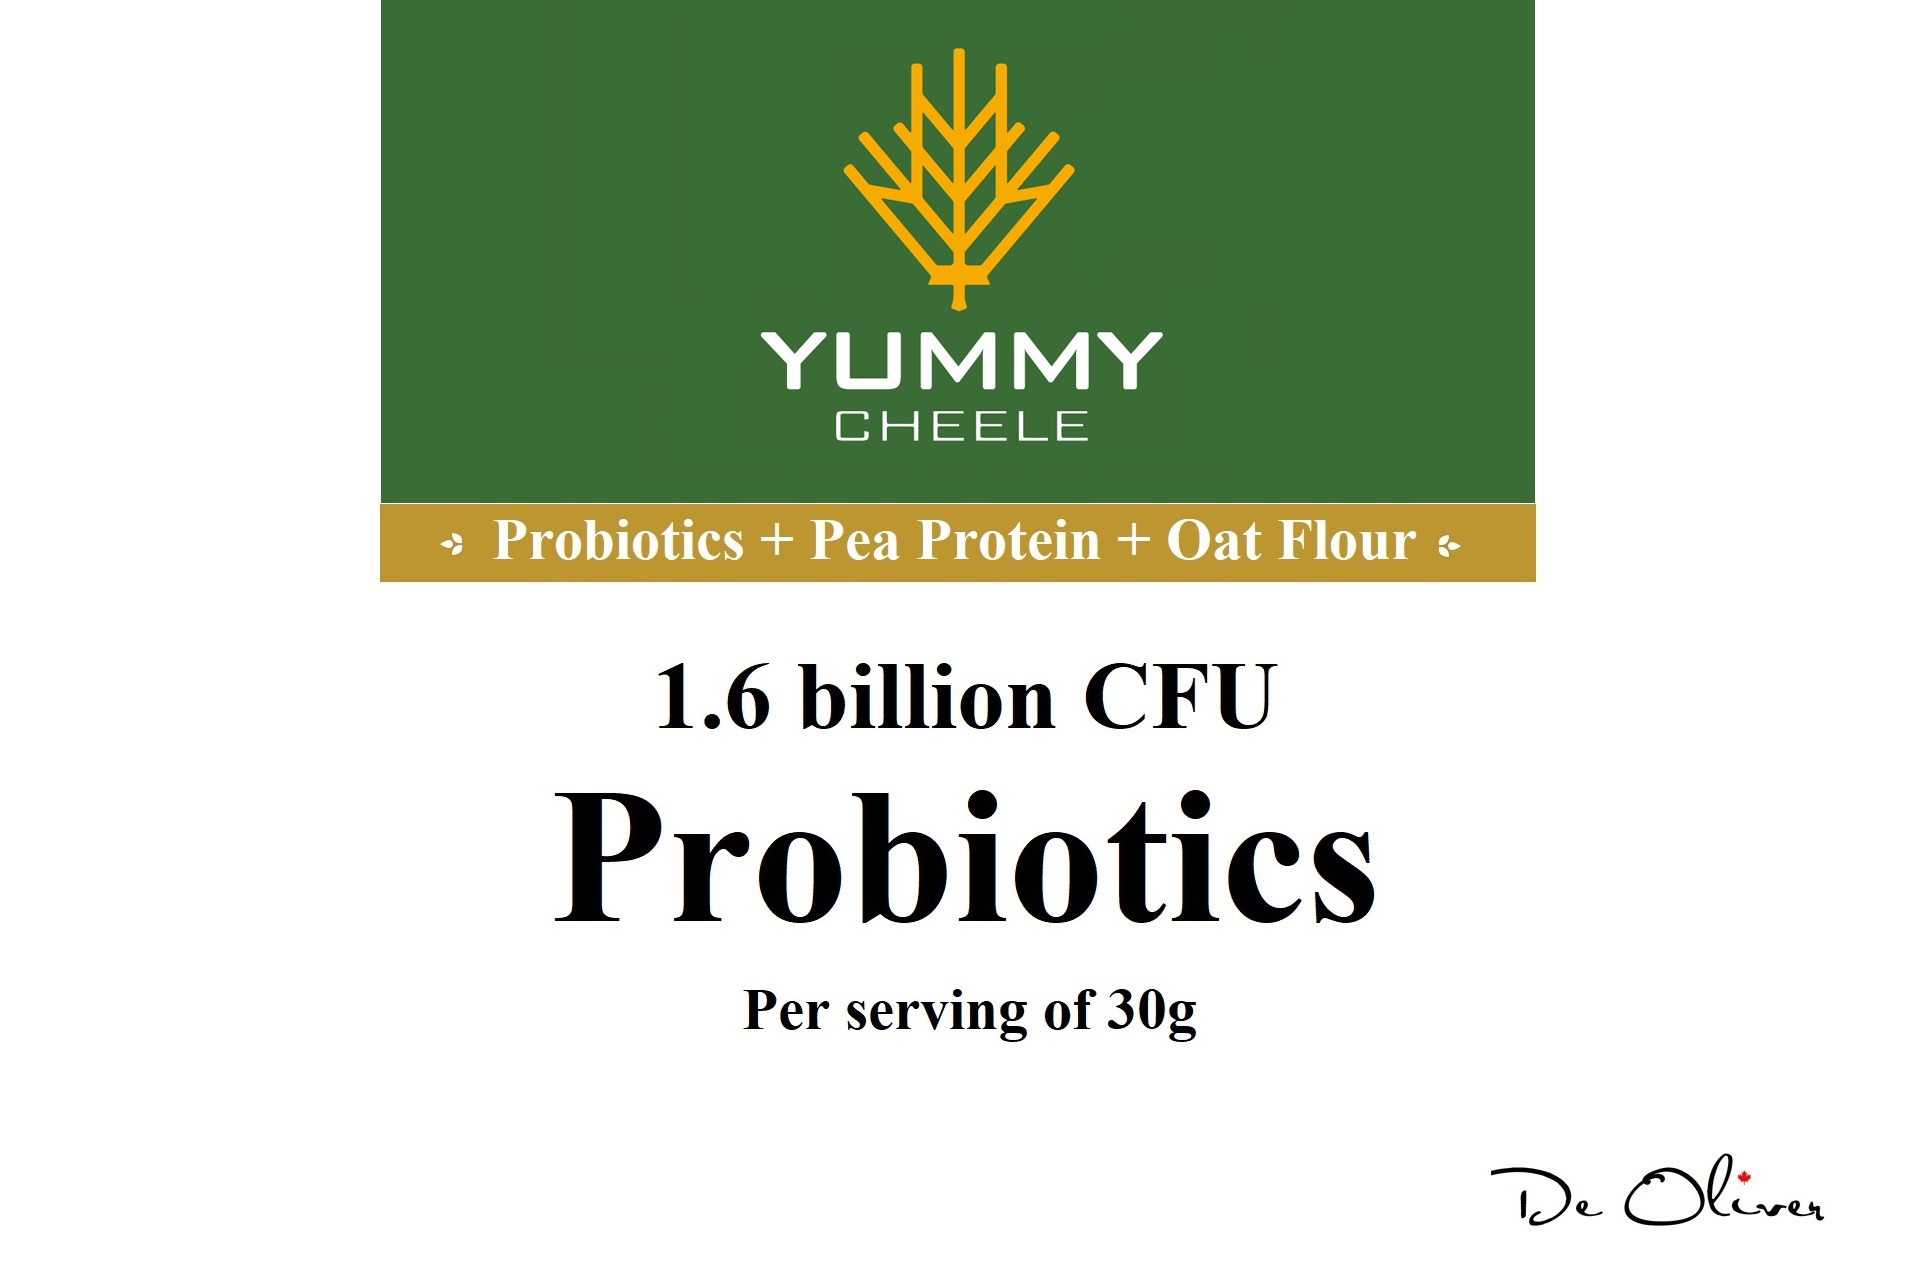 YUMMY
CHEELE
Probiotics + Pea Protein + Oat Flour
1.6 billion CFU
Probiotics
Per serving of 30g
De Oliver